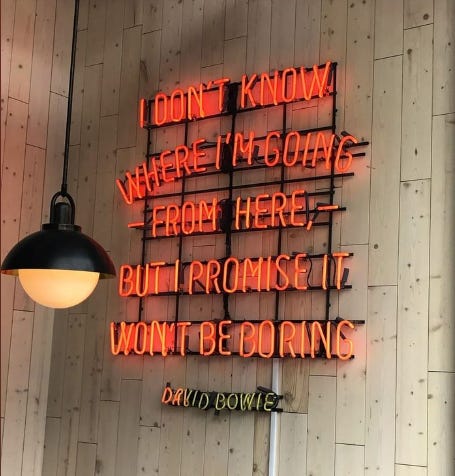 I DON'T KNOW
WHERE I'M GOING
- FROM HERE, -
BUT I PROMISE IT
WON'T BE BORING
DAVID BOWIE